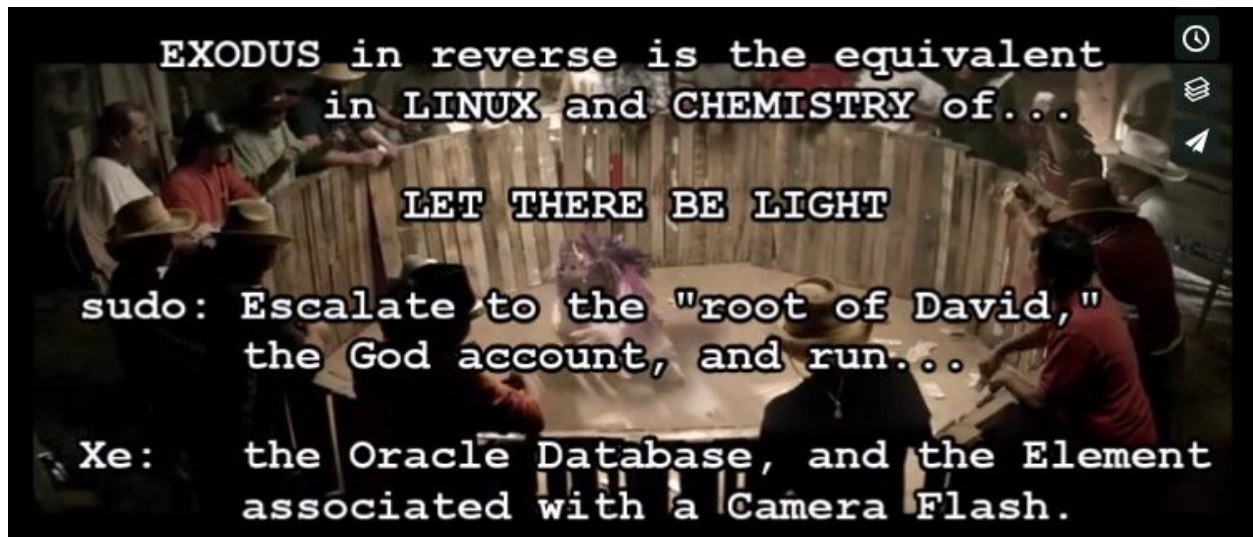 EXODUS in reverse is the equivalent
in LINUX and CHEMISTRY of...
LET THERE BE LIGHT
sudo: Escalate to the "root of David,"
the God account, and run...
Xe: the Oracle Database, and the Element
associated with a Camera Flash.